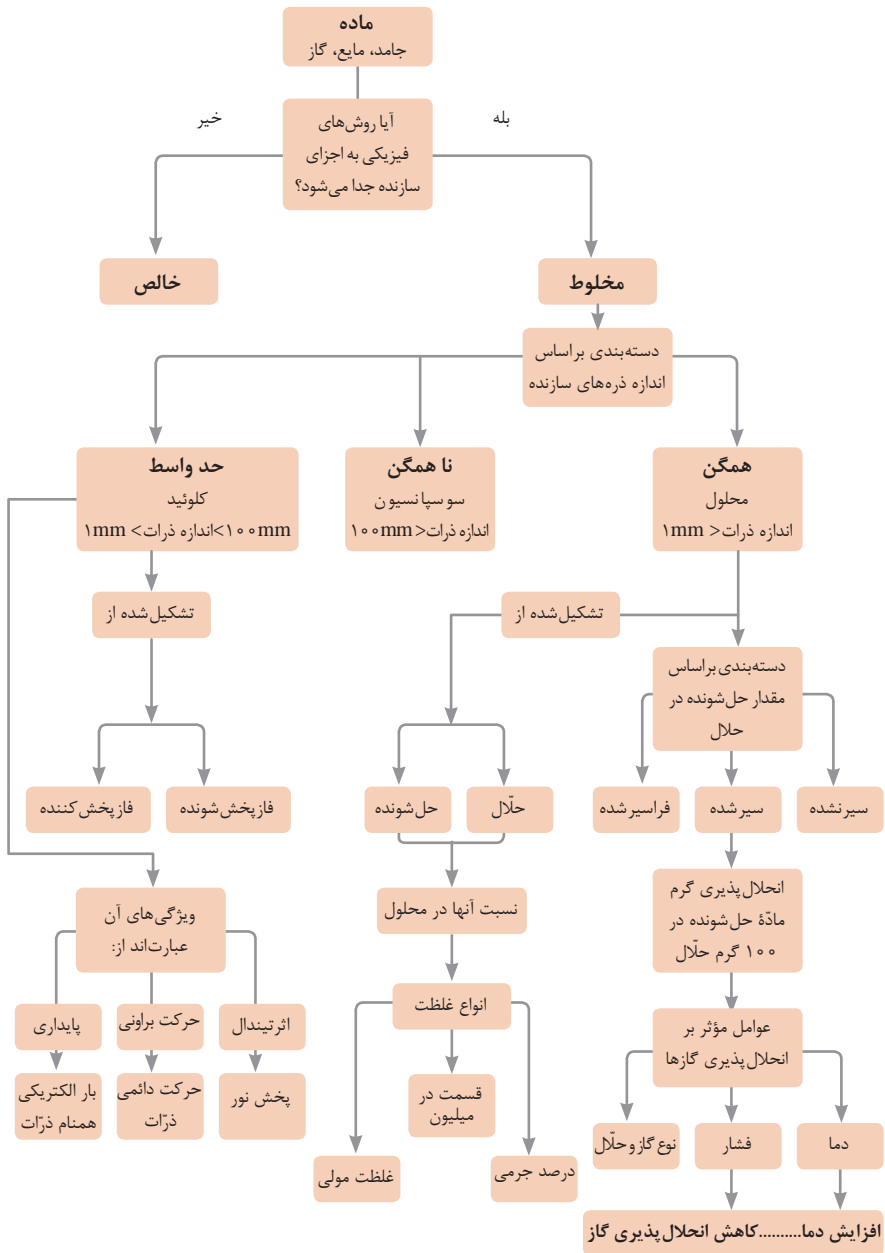 ماده
جامد، مایع، گاز
آیا روش‌های
فیزیکی به اجزای
سازنده جدا می‌شود؟
بله
خیر
خالص
مخلوط
دسته‌بندی براساس
اندازه ذره‌های سازنده
همگن
محلول
اندازه ذرات< ۱mm
نا همگن
سوسپانسیون
اندازه ذرات>۱۰۰mm
حد واسط
کلوئید
۱۰۰mm>اندازه ذرات> ۱mm
تشکیل‌شده از
فاز پخش‌شونده
فاز پخش‌کننده
ویژگی‌های آن
عبارت‌اند از:
اثر تیندال
حرکت براونی
پایداری
پخش نور
حرکت دائمی
ذرّات
بار الکتریکی
همنام ذرّات
تشکیل‌شده از
حلّال
حل‌شونده
نسبت آنها در محلول
انواع غلظت
درصد جرمی
قسمت در
میلیون
غلظت مولی
دسته‌بندی براساس
مقدار حل‌شونده در
حلال
سیرنشده
سیرشده
فراسیرشده
انحلال‌پذیری گرم
مادّهٔ حل‌شونده در
۱۰۰ گرم حلّال
عوامل مؤثر بر
انحلال‌پذیری گازها
دما
فشار
نوع گاز و حلّال
افزایش دما..........کاهش انحلال‌پذیری گاز